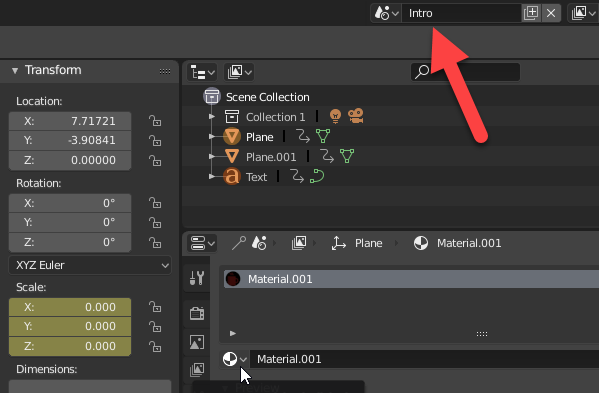 Intro
Transform
Location:
X: 7.71721
Y: -3.90841
Z: 0.00000
Rotation:
X: 0°
Y: 0°
Z: 0°
XYZ Euler
Scale:
X: 0.000
Y: 0.000
Z: 0.000
Dimensions:
Scene Collection
Collection 1
Plane
Plane.001
a Text
Plane Material.001
Material.001
Material.001